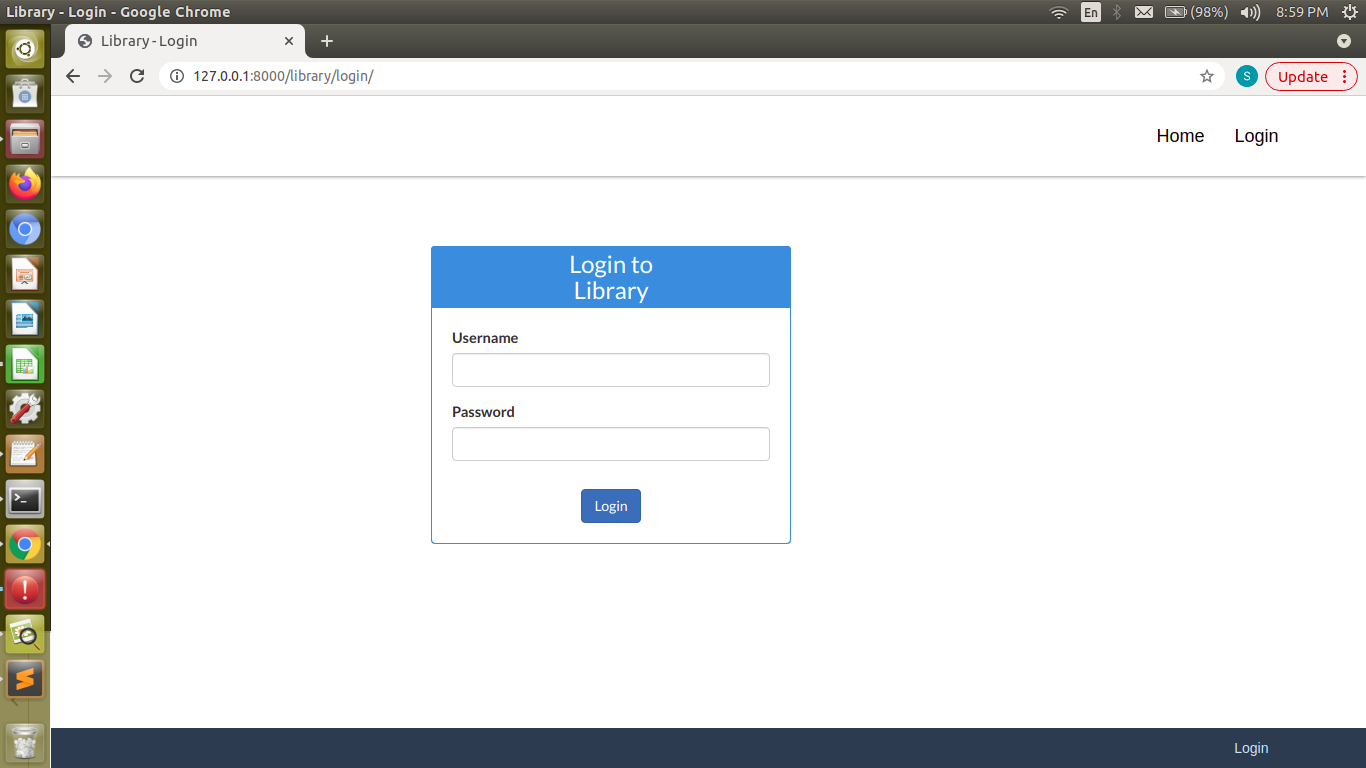 Library - Login - Google Chrome
En
(98%)
8:59 PM
Library - Login
127.0.0.1:8000/library/login/
S
Update
Home
Login
Login to
Library
Username
Password
Login
Login